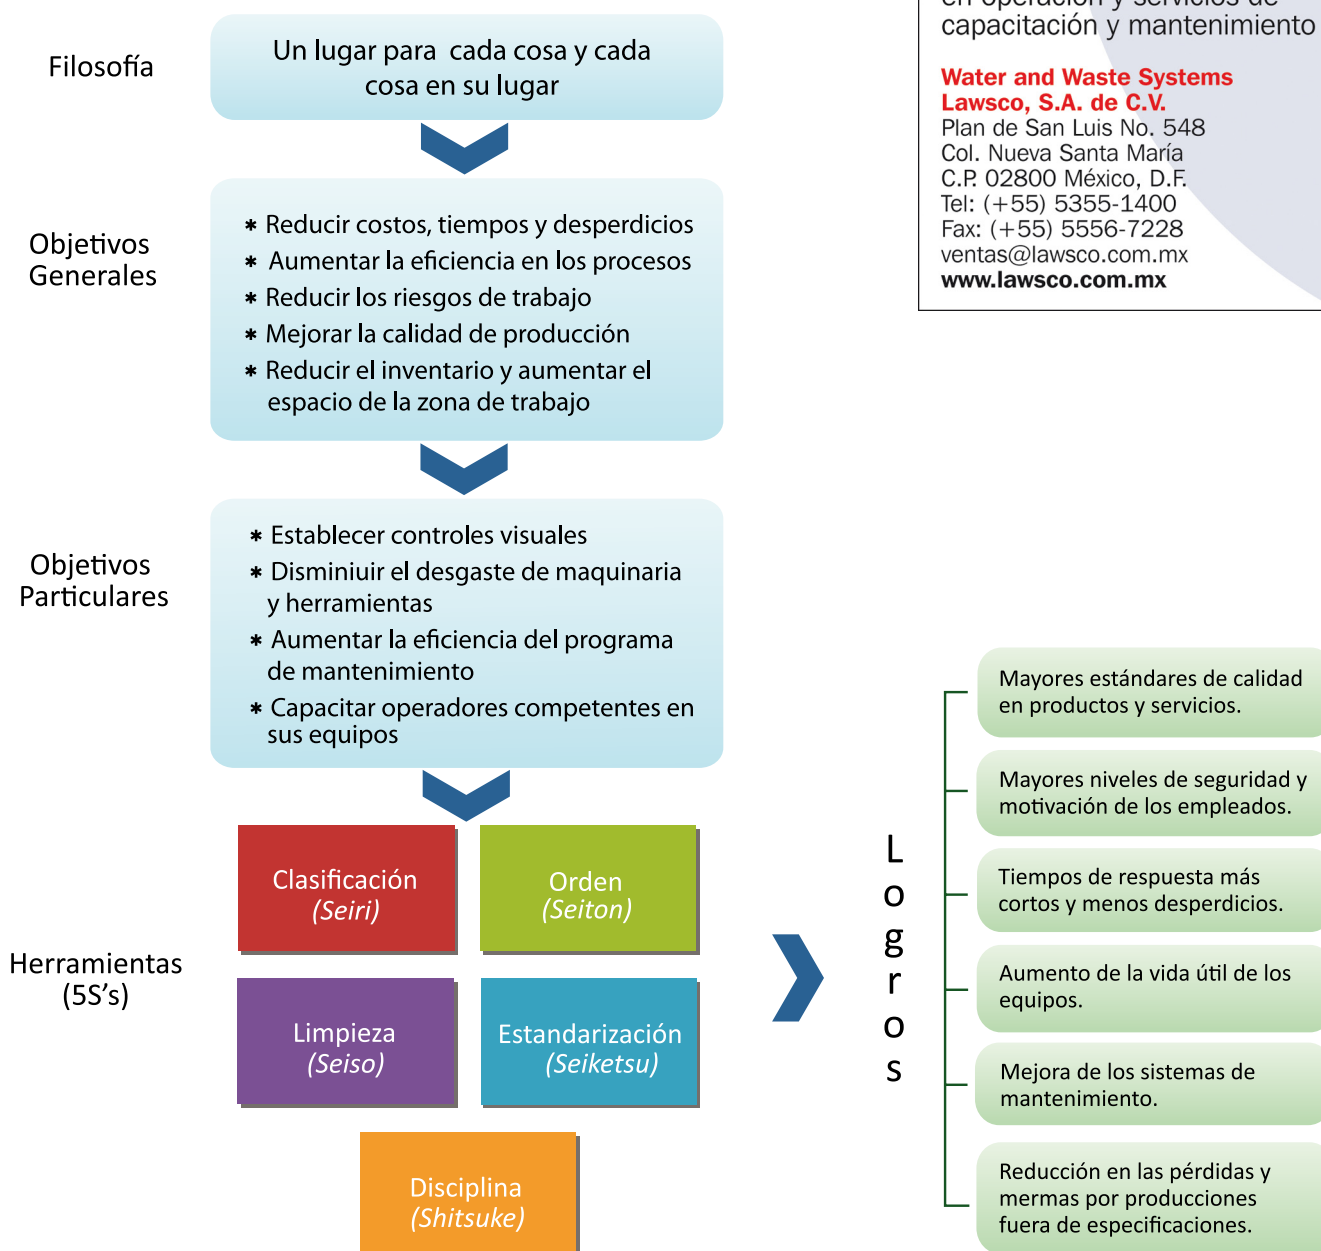 Filosofía
Un lugar para cada cosa y cada
cosa en su lugar
Objetivos
Generales
* Reducir costos, tiempos y desperdicios
* Aumentar la eficiencia en los procesos
* Reducir los riesgos de trabajo
* Mejorar la calidad de producción
* Reducir el inventario y aumentar el
espacio de la zona de trabajo
Objetivos
Particulares
* Establecer controles visuales
* Disminiuir el desgaste de maquinaria
y herramientas
* Aumentar la eficiencia del programa
de mantenimiento
* Capacitar operadores competentes en
sus equipos
Herramientas
(5S's)
Clasificación
(Seiri)
Orden
(Seiton)
Limpieza
(Seiso)
Estandarización
(Seiketsu)
Disciplina
(Shitsuke)
Logros
Mayores estándares de calidad
en productos y servicios.
Mayores niveles de seguridad y
motivación de los empleados.
Tiempos de respuesta más
cortos y menos desperdicios.
Aumento de la vida útil de los
equipos.
Mejora de los sistemas de
mantenimiento.
Reducción en las pérdidas y
mermas por producciones
fuera de especificaciones.
en operación y servicios de
capacitación y mantenimiento
Water and Waste Systems
Lawsco, S.A. de C.V.
Plan de San Luis No. 548
Col. Nueva Santa María
C.P. 02800 México, D.F.
Tel: (+55) 5355-1400
Fax: (+55) 5556-7228
ventas@lawsco.com.mx
www.lawsco.com.mx